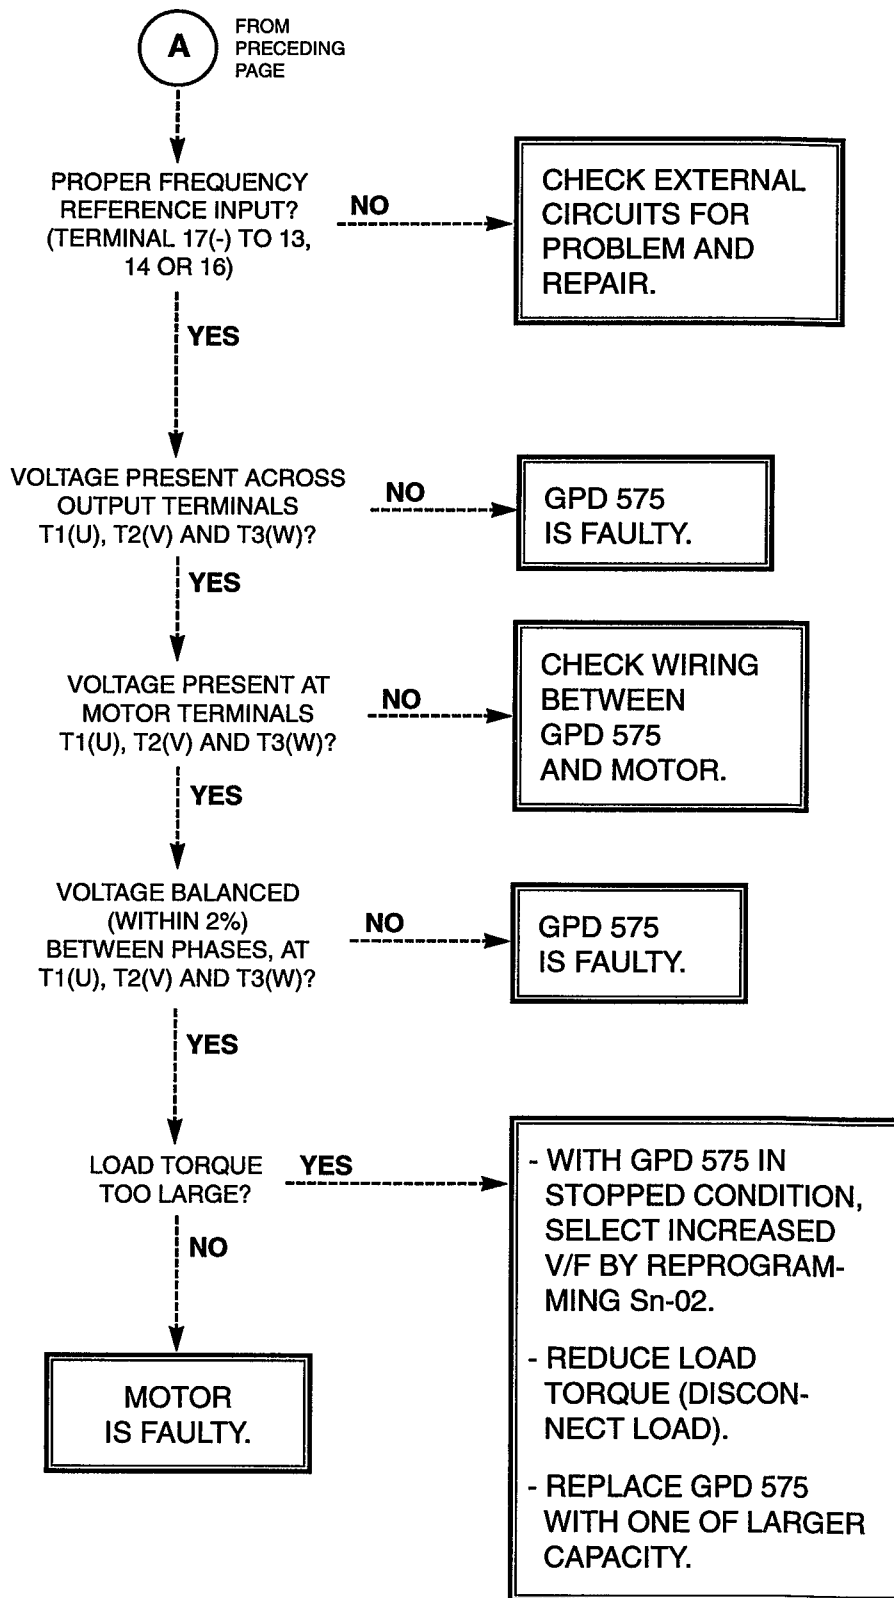 A
FROM
PRECEDING
PAGE
PROPER FREQUENCY
REFERENCE INPUT?
(TERMINAL 17(-) TO 13,
14 OR 16)
NO
CHECK EXTERNAL
CIRCUITS FOR
PROBLEM AND
REPAIR.
YES
VOLTAGE PRESENT ACROSS
OUTPUT TERMINALS
T1(U), T2(V) AND T3(W)?
NO
GPD 575
IS FAULTY.
YES
VOLTAGE PRESENT AT
MOTOR TERMINALS
T1(U), T2(V) AND T3(W)?
NO
CHECK WIRING
BETWEEN
GPD 575
AND MOTOR.
YES
VOLTAGE BALANCED
(WITHIN 2%)
BETWEEN PHASES, AT
T1(U), T2(V) AND T3(W)?
NO
GPD 575
IS FAULTY.
YES
LOAD TORQUE
TOO LARGE?
YES
- WITH GPD 575 IN
STOPPED CONDITION,
SELECT INCREASED
V/F BY REPROGRAM-
MING Sn-02.
- REDUCE LOAD
TORQUE (DISCON-
NECT LOAD).
- REPLACE GPD 575
WITH ONE OF LARGER
CAPACITY.
NO
MOTOR
IS FAULTY.